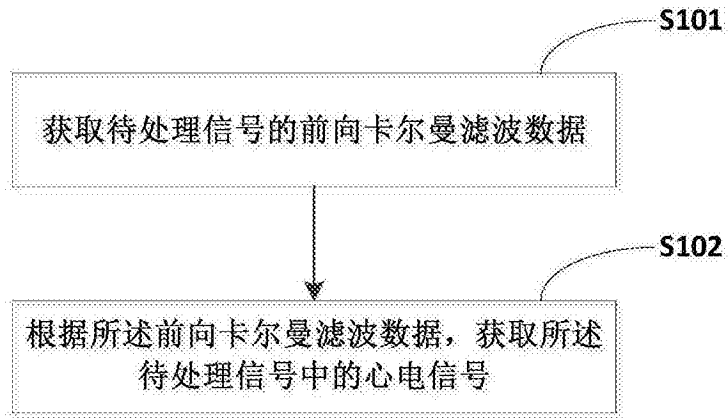 S101
获取待处理信号的前向卡尔曼滤波数据
S102
根据所述前向卡尔曼滤波数据，获取所述
待处理信号中的心电信号